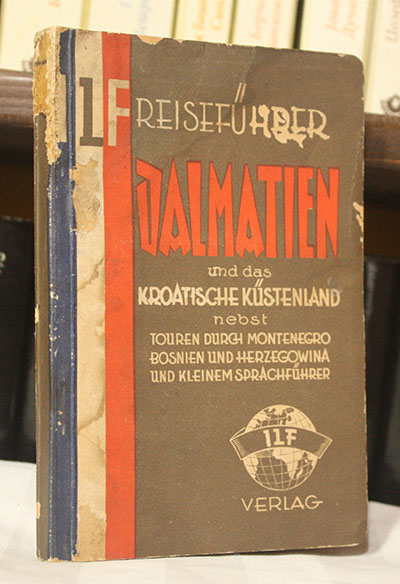 ILF REISEFÜHRER
DALMATIEN
und das
KROATISCHE KÜSTENLAND
nebst
TOUREN DURCH MONTENEGRO
BOSNIEN UND HERZEGOWINA
UND KLEINEM SPRACHFÜHRER
ILF
VERLAG